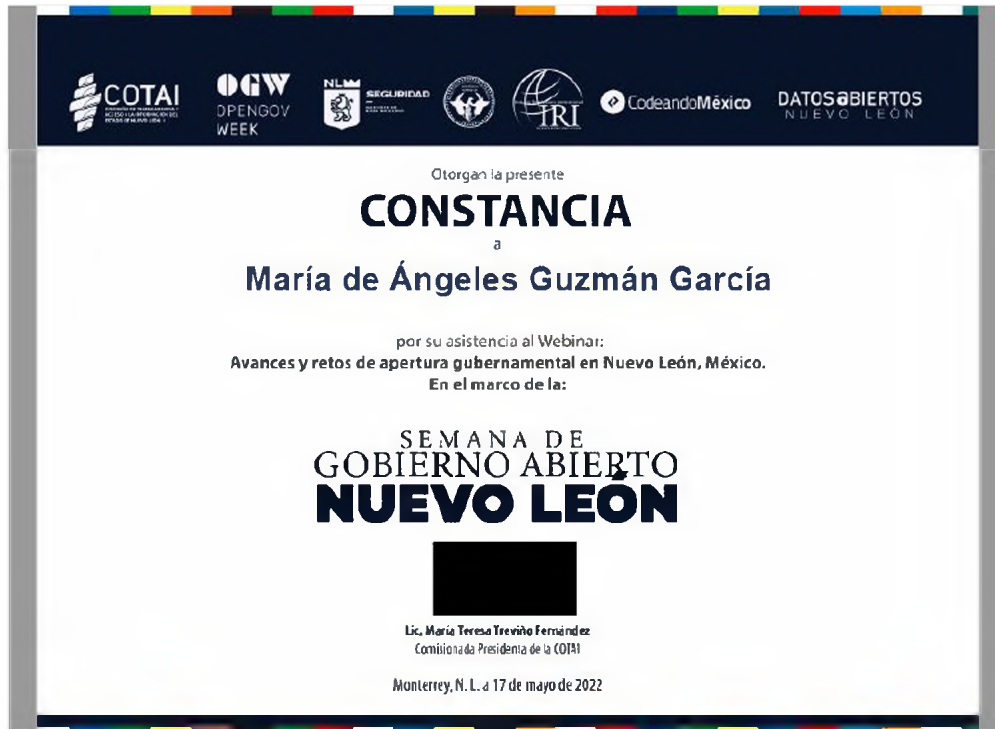 COTAI
OGW
OPENGOV
WEEK
NL
SEGURIDAD
IRI
CodeandoMéxico
DATOSABIERTOS
NUEVO LEÓN
Otorgan la presente
CONSTANCIA
a
María de Ángeles Guzmán García
por su asistencia al Webinar:
Avances y retos de apertura gubernamental en Nuevo León, México.
En el marco de la:
SEMANA DE
GOBIERNO ABIERTO
NUEVO LEÓN
Lic. María Teresa Treviño Fernández
Comisionada Presidenta de la COTAI
Monterrey, N. L. a 17 de mayo de 2022